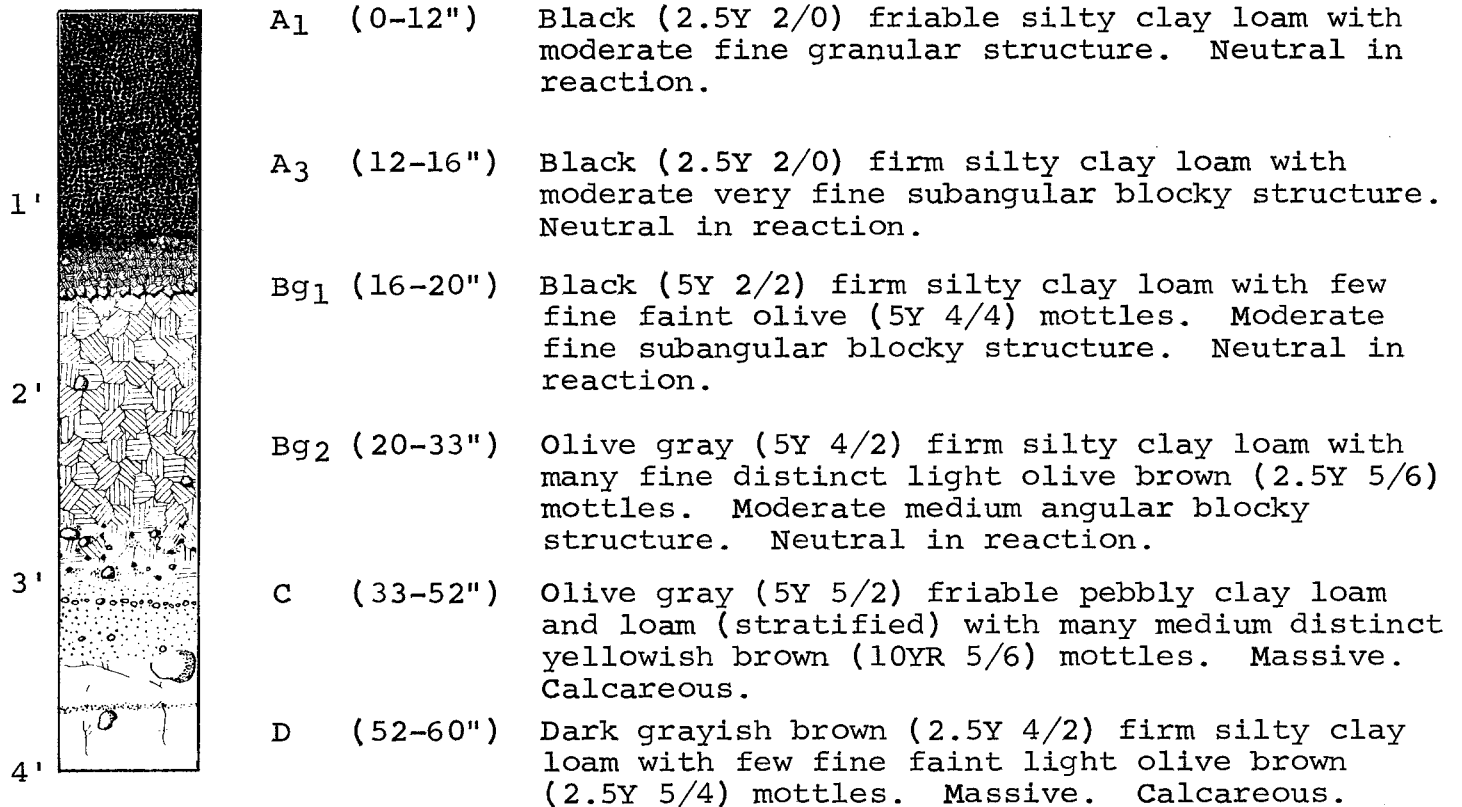 A1 (0-12") Black (2.5Y 2/0) friable silty clay loam with
moderate fine granular structure. Neutral in
reaction.
A3 (12-16") Black (2.5Y 2/0) firm silty clay loam with
1' moderate very fine subangular blocky structure.
Neutral in reaction.
Bg1 (16-20") Black (5Y 2/2) firm silty clay loam with few
fine faint olive (5Y 4/4) mottles. Moderate
fine subangular blocky structure. Neutral in
2' reaction.
Bg2 (20-33") Olive gray (5Y 4/2) firm silty clay loam with
many fine distinct light olive brown (2.5Y 5/6)
mottles. Moderate medium angular blocky
structure. Neutral in reaction.
3' C (33-52") Olive gray (5Y 5/2) friable pebbly clay loam
and loam (stratified) with many medium distinct
yellowish brown (10YR 5/6) mottles. Massive.
Calcareous.
D (52-60") Dark grayish brown (2.5Y 4/2) firm silty clay
4' loam with few fine faint light olive brown
(2.5Y 5/4) mottles. Massive. Calcareous.